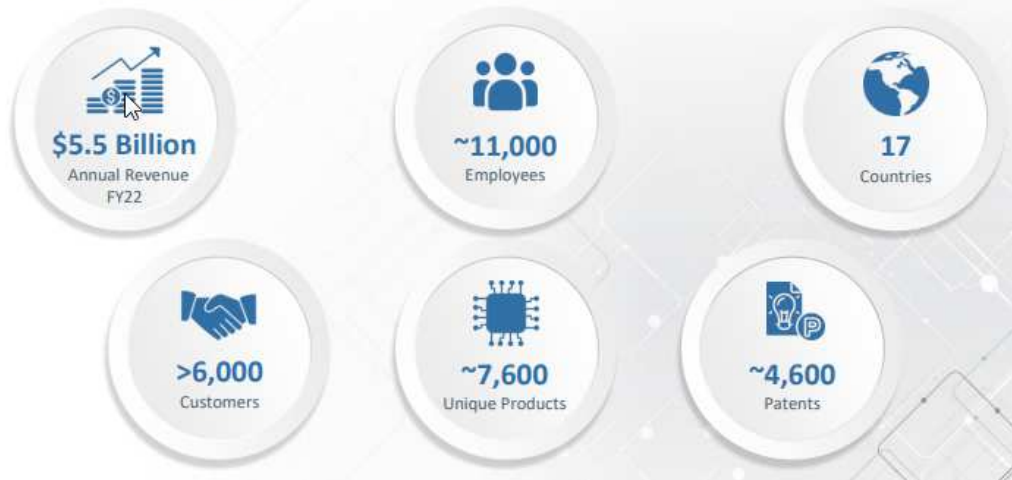 $5.5 Billion
Annual Revenue
FY22
~11,000
Employees
17
Countries
>6,000
Customers
~7,600
Unique Products
~4,600
Patents